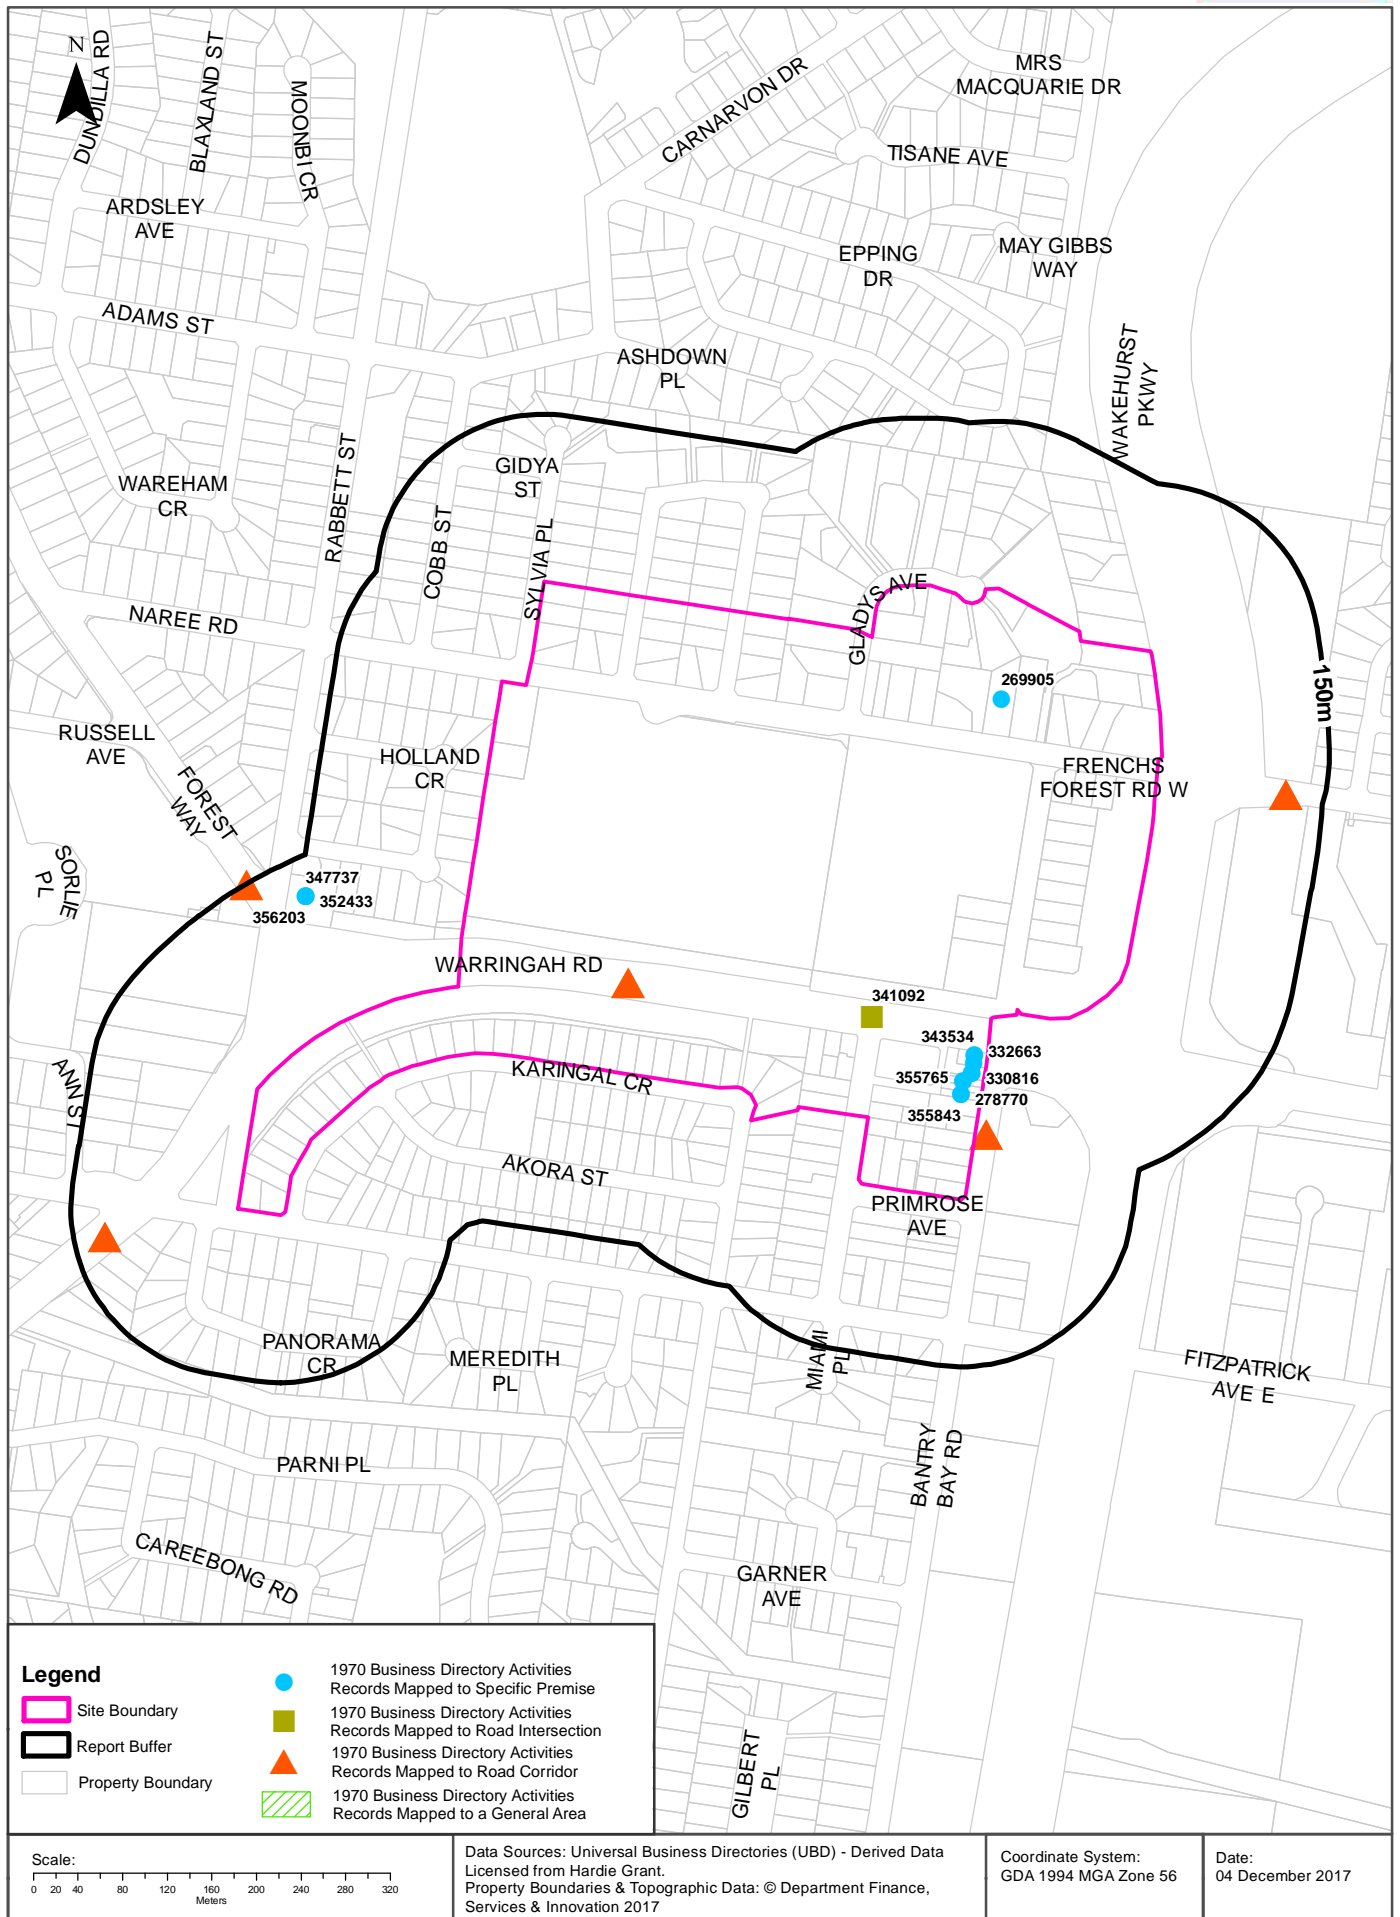 N
DUNDILLA RD
BLAXLAND ST
MOONBI CR
CARNARVON DR
MRS
MACQUARIE DR
TISANE AVE
ARDSLEY
AVE
EPPING
DR
MAY GIBBS
WAY
ADAMS ST
ASHDOWN
PL
WAKEHURST
PKWY
RABBETT ST
GIDYA
ST
WAREHAM
CR
COBB ST
SYLVIA PL
GLADYS AVE
NAREE RD
269905
150m
RUSSELL
AVE
HOLLAND
CR
FRENCHS
FOREST RD W
FOREST
WAY
SORLIE
PL
347737
352433
356203
WARRINGAH RD
341092
343534
332663
355765
330816
278770
355843
ANN ST
KARINGAL CR
AKORA ST
PRIMROSE
AVE
PANORAMA
CR
MEREDITH
PL
MIAMI
PL
FITZPATRICK
AVE E
BANTRY
BAY RD
PARNI PL
CAREEBONG RD
GARNER
AVE
GILBERT
PL
Legend
Site Boundary
Report Buffer
Property Boundary
1970 Business Directory Activities
Records Mapped to Specific Premise
1970 Business Directory Activities
Records Mapped to Road Intersection
1970 Business Directory Activities
Records Mapped to Road Corridor
1970 Business Directory Activities
Records Mapped to a General Area
Scale:
0 20 40 80 120 160 200 240 280 320
Meters
Data Sources: Universal Business Directories (UBD) - Derived Data
Licensed from Hardie Grant.
Property Boundaries & Topographic Data: © Department Finance,
Services & Innovation 2017
Coordinate System:
GDA 1994 MGA Zone 56
Date:
04 December 2017